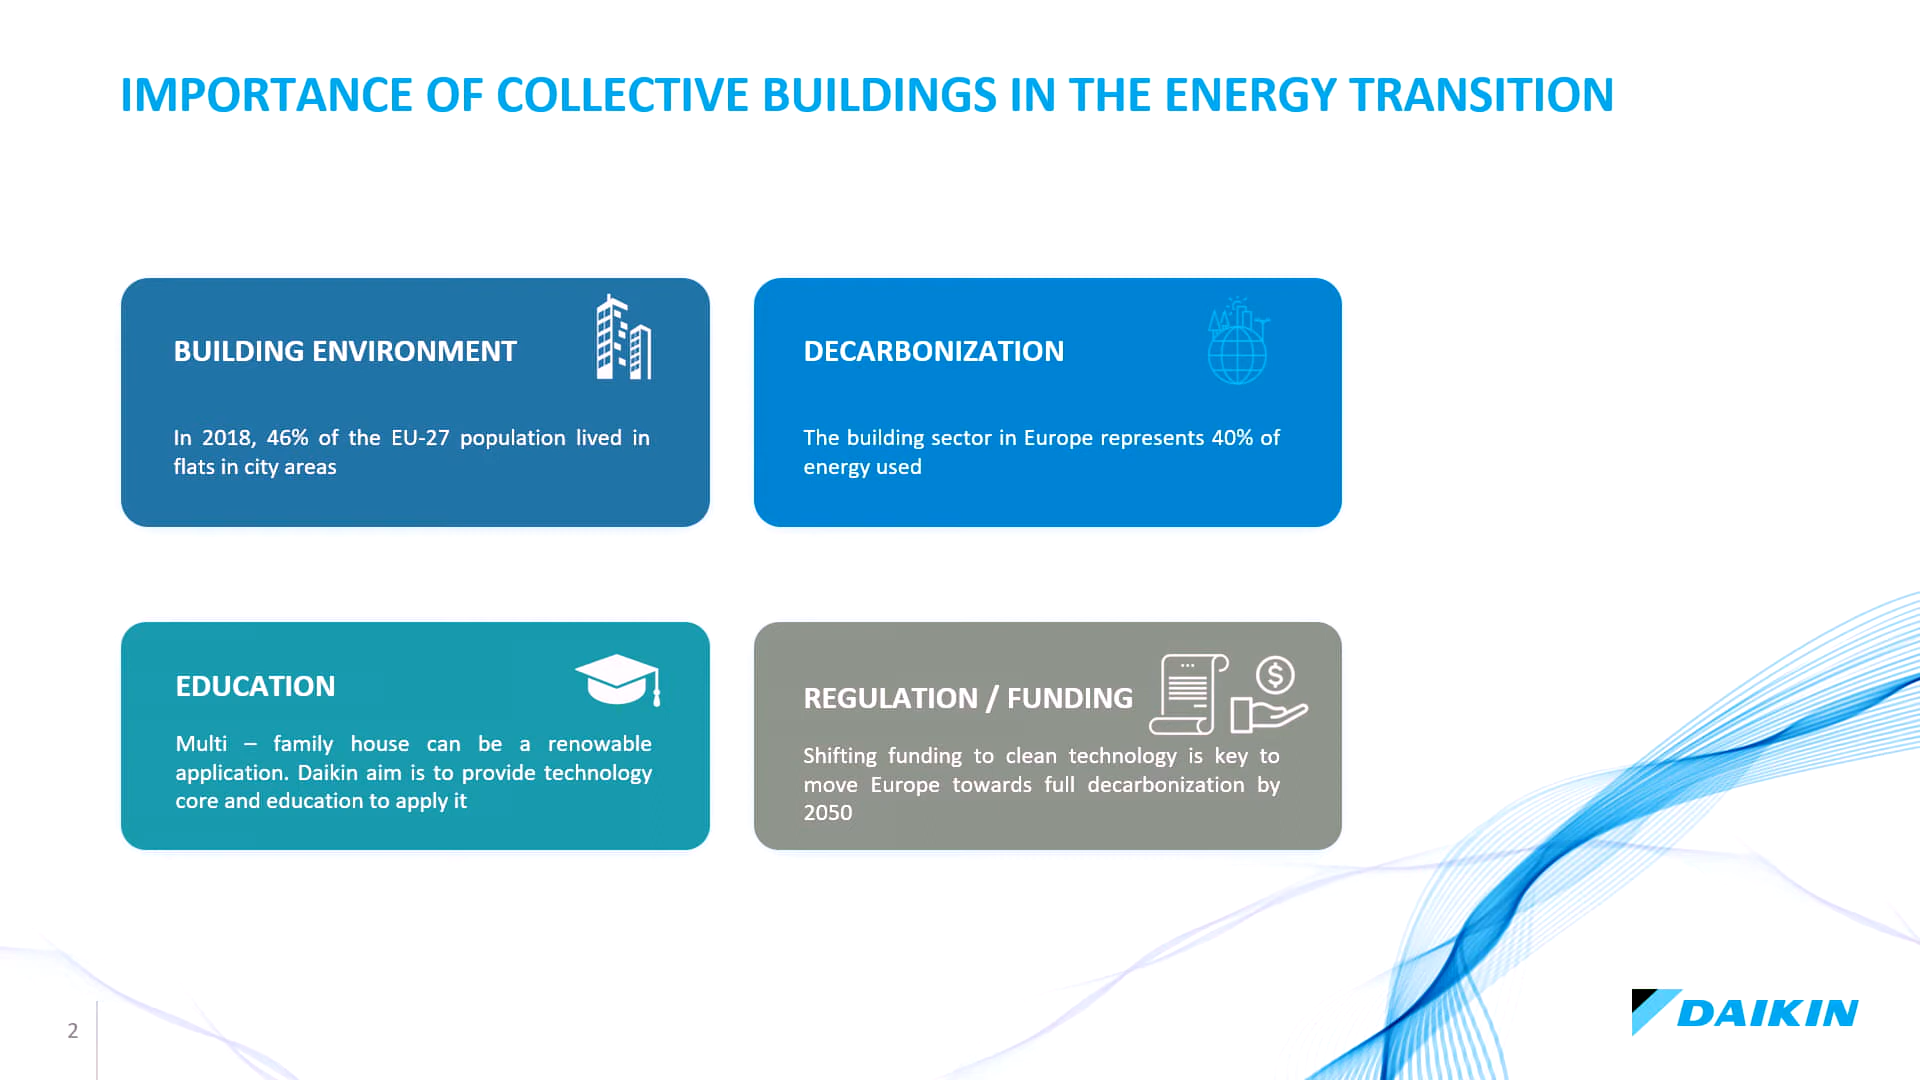 IMPORTANCE OF COLLECTIVE BUILDINGS IN THE ENERGY TRANSITION
BUILDING ENVIRONMENT
In 2018, 46% of the EU-27 population lived in
flats in city areas
DECARBONIZATION
The building sector in Europe represents 40% of
energy used
EDUCATION
Multi – family house can be a renowable
application. Daikin aim is to provide technology
core and education to apply it
REGULATION / FUNDING
$
Shifting funding to clean technology is key to
move Europe towards full decarbonization by
2050
2
DAIKIN